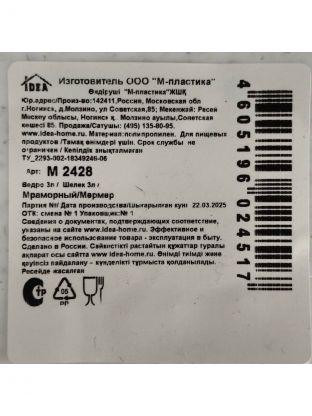 IDEA
Изготовитель ООО "М-пластика"
Өндіруші "М-пластика"ЖШҚ
Юр.адрес/Произ-во:142411,Россия, Московская обл
г.Ногинск, д.Молзино, ул Советская,85; Мекенжай: Ресей
Мәскеу облысы, Ногинск қ. Молзино ауылы,Советская
көшесі 85. Продажа/Сатушы: (495) 135-80-95.
www.idea-home.ru. Материал:полипропилен. Для пищевых
продуктов /Тамақ өнімдері үшін. Срок службы не
ограничен / Кепілдік анықталмаған
ТУ_2293-002-18349246-06
Арт: М 2428
Ведро 3л / Шелек 3л /
Мраморный/Мәрмәр
Партия №/ Дата производства/Шығарылған күні 22.03.2025
ОТК: смена № 1 Упаковщик:№ 1
Сведения о документах, подтверждающих соответствие,
указаны на сайте www.idea-home.ru. Эффективное и
безопасное использование товара - эксплуатация в быту.
Сделано в России. Сәйкестікті растайтын құжаттар туралы
ақпарат осы сайтта www.idea-home.ru. Өнімді тиімді және
қауіпсіз пайдалану – күнделікті тұрмыста қолданылады.
Ресейде жасалған
СТР
05
PP
4605196024517